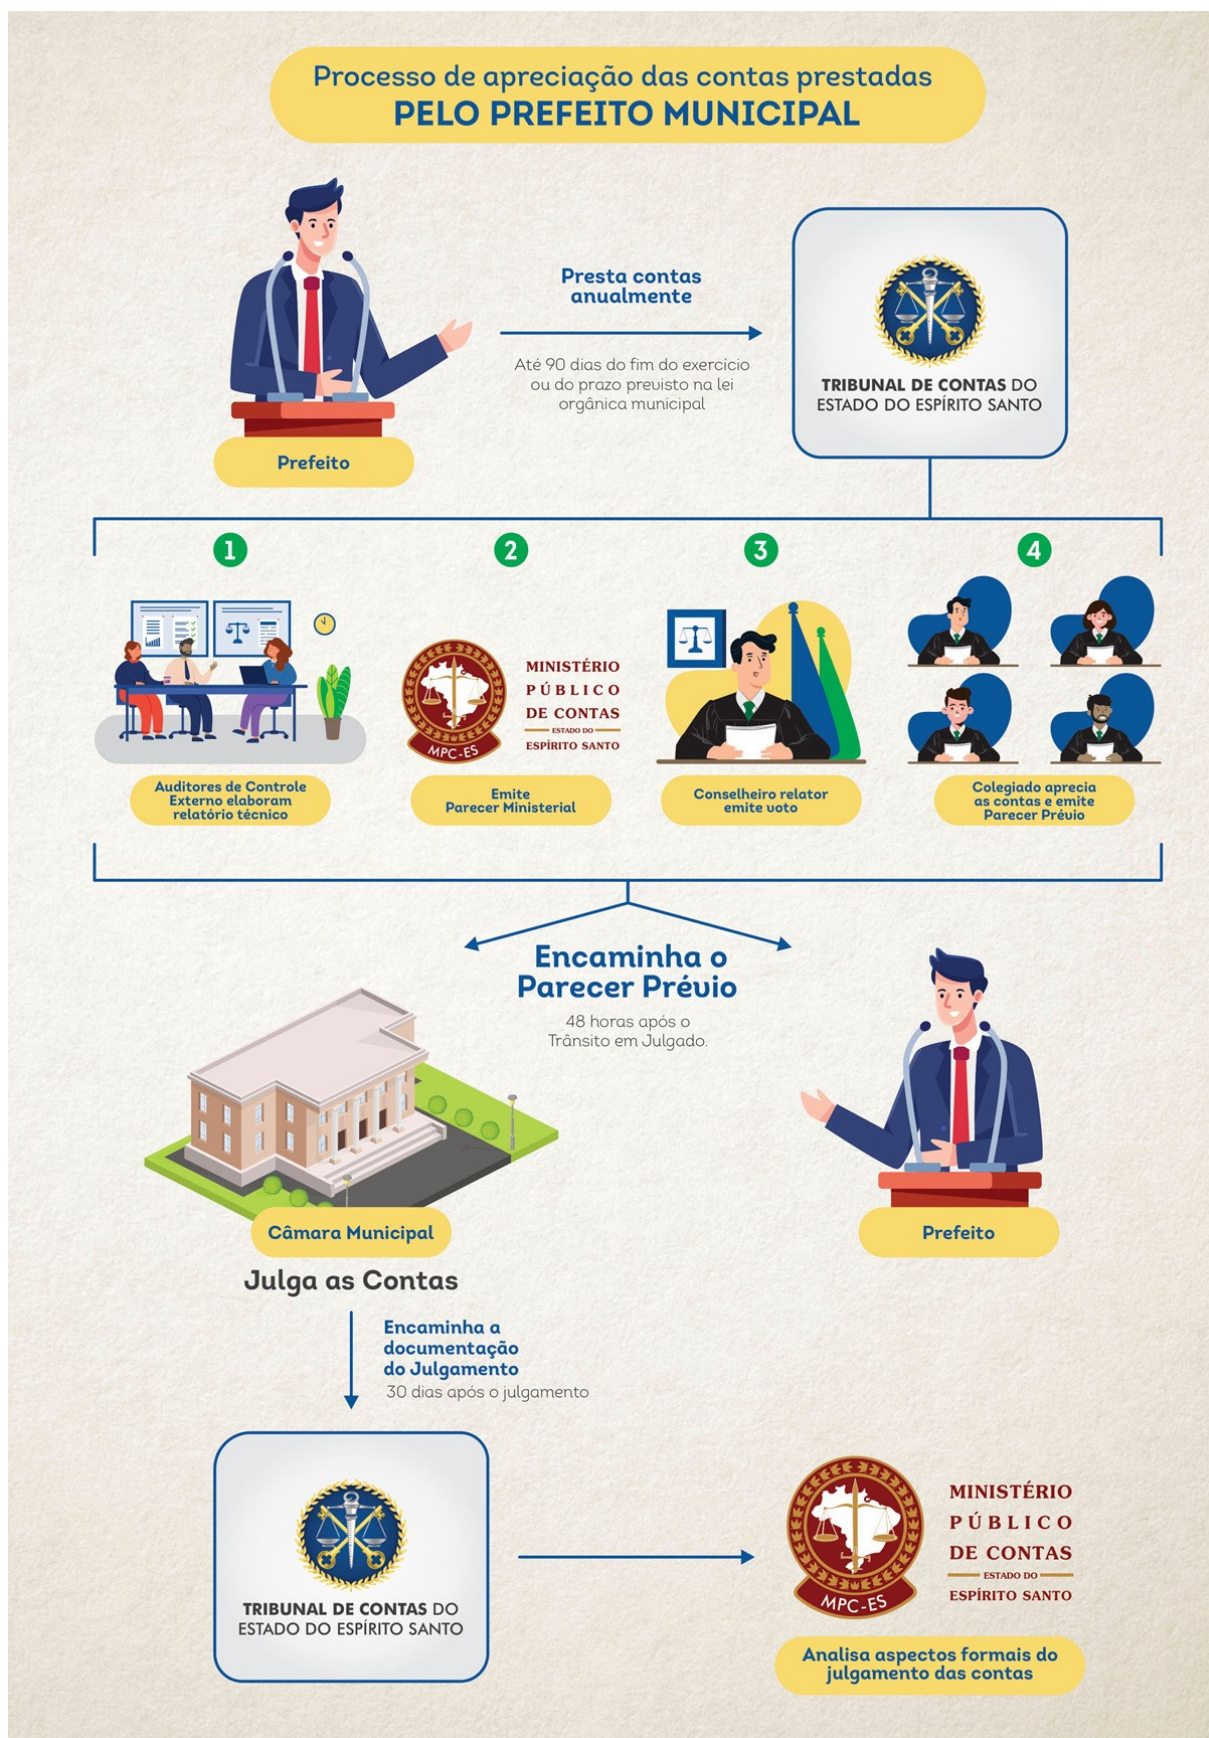 Processo de apreciação das contas prestadas
PELO PREFEITO MUNICIPAL
Presta contas
anualmente
Até 90 dias do fim do exercício
ou do prazo previsto na lei
orgânica municipal
TRIBUNAL DE CONTAS DO
ESTADO DO ESPÍRITO SANTO
Prefeito
1
2
3
4
MINISTÉRIO
PÚBLICO
DE CONTAS
ESTADO DO
ESPÍRITO SANTO
MPC-ES
Auditores de Controle
Externo elaboram
relatório técnico
Emite
Parecer Ministerial
Conselheiro relator
emite voto
Colegiado aprecia
as contas e emite
Parecer Prévio
Encaminha o
Parecer Prévio
48 horas após o
Trânsito em Julgado.
Câmara Municipal
Prefeito
Julga as Contas
Encaminha a
documentação
do Julgamento
30 dias após o julgamento
TRIBUNAL DE CONTAS DO
ESTADO DO ESPÍRITO SANTO
MINISTÉRIO
PÚBLICO
DE CONTAS
ESTADO DO
ESPÍRITO SANTO
MPC-ES
Analisa aspectos formais do
julgamento das contas